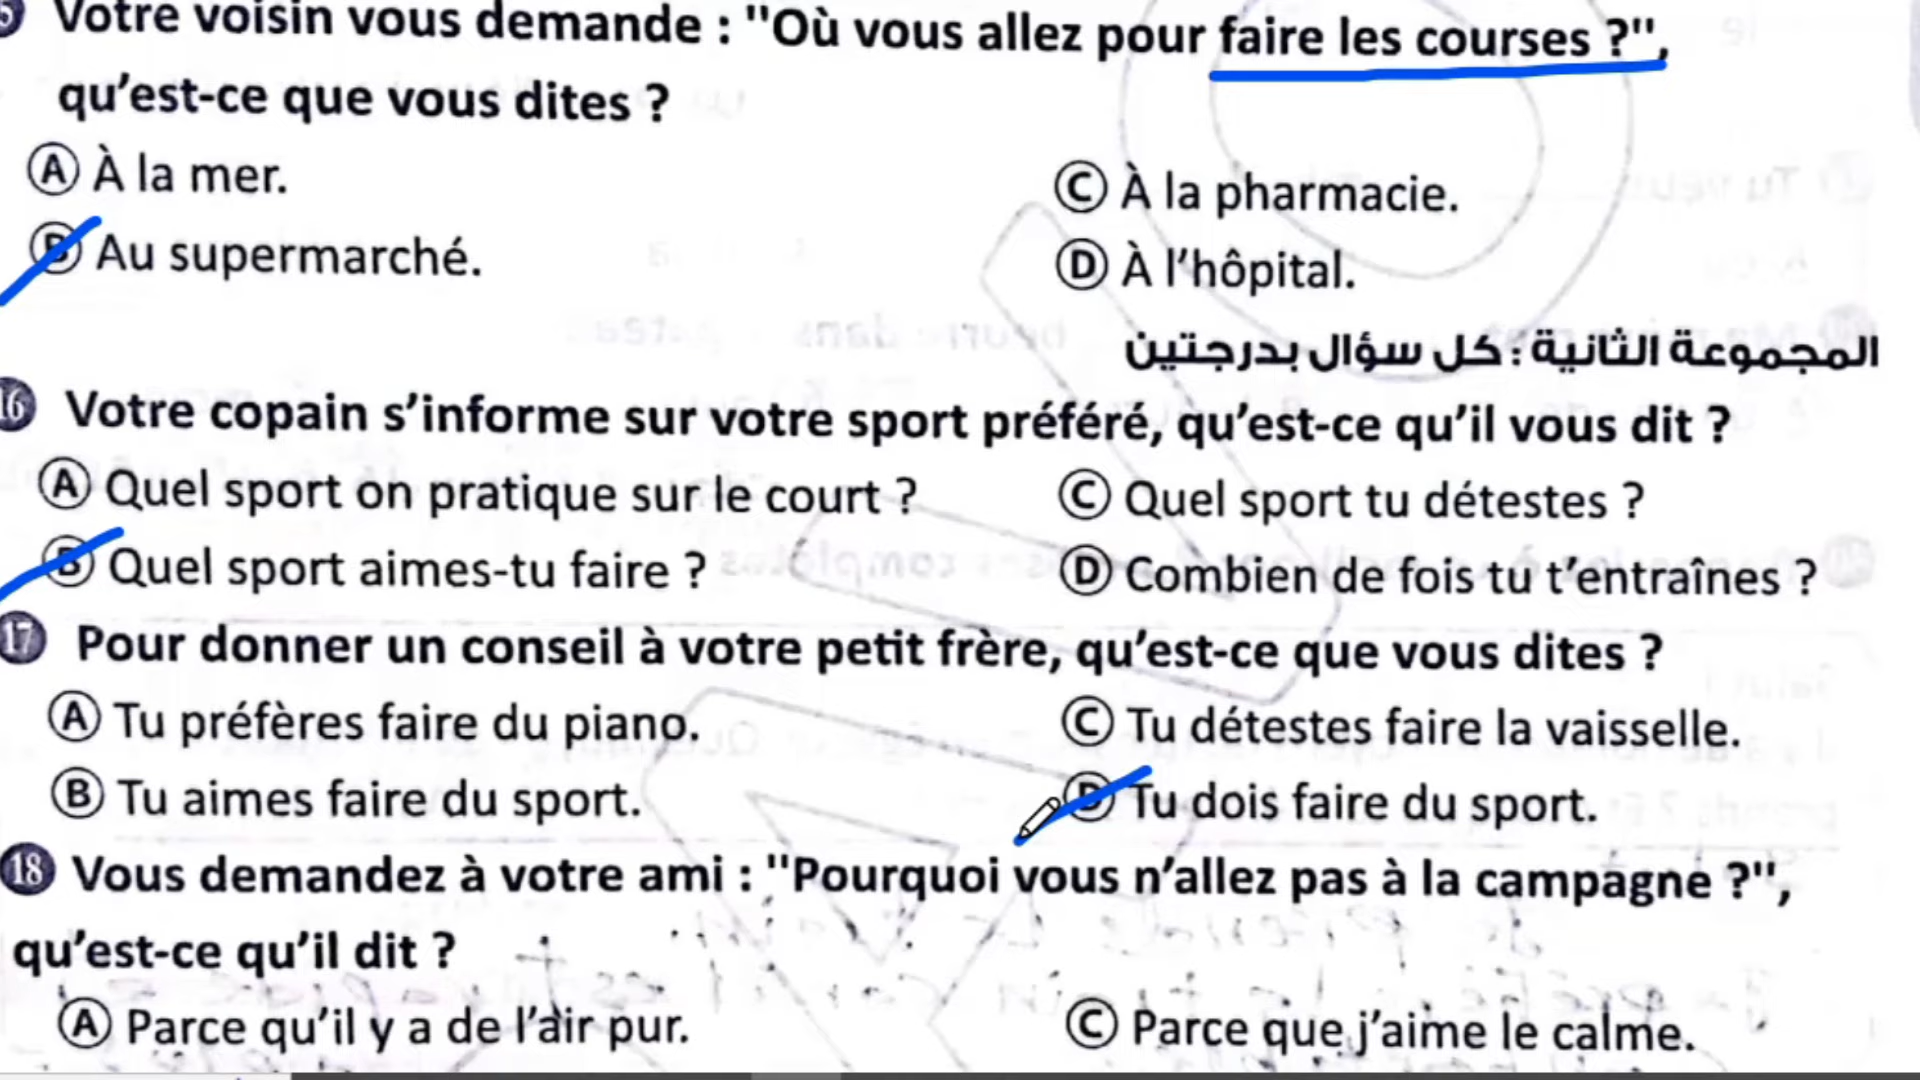 Votre voisin vous demande : "Où vous allez pour faire les courses ?",
qu'est-ce que vous dites ?
A À la mer.
C À la pharmacie.
B Au supermarché.
D À l'hôpital.
المجموعة الثانية : كل سؤال بدرجتين
16 Votre copain s'informe sur votre sport préféré, qu'est-ce qu'il vous dit ?
A Quel sport on pratique sur le court ?
C Quel sport tu détestes ?
B Quel sport aimes-tu faire ?
D Combien de fois tu t'entraînes ?
17 Pour donner un conseil à votre petit frère, qu'est-ce que vous dites ?
A Tu préfères faire du piano.
C Tu détestes faire la vaisselle.
B Tu aimes faire du sport.
D Tu dois faire du sport.
18 Vous demandez à votre ami : "Pourquoi vous n'allez pas à la campagne ?",
qu'est-ce qu'il dit ?
A Parce qu'il y a de l'air pur.
C Parce que j'aime le calme.